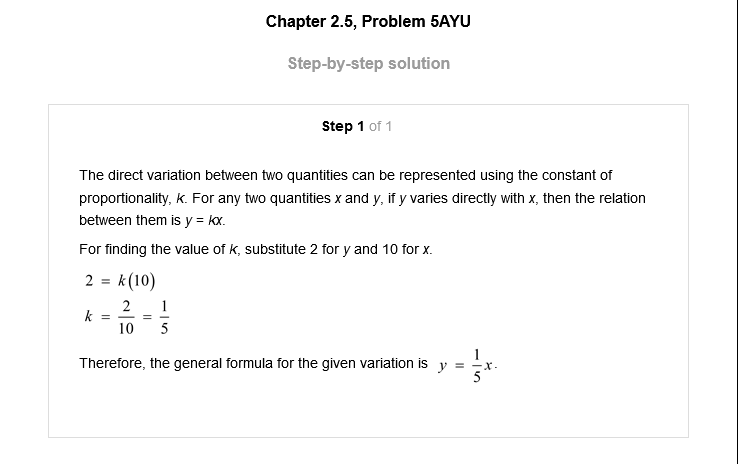 Chapter 2.5, Problem 5AYU
Step-by-step solution
Step 1 of 1
The direct variation between two quantities can be represented using the constant of
proportionality, k. For any two quantities x and y, if y varies directly with x, then the relation
between them is y = kx.
For finding the value of k, substitute 2 for y and 10 for x.
2 = k(10)
k = 2/10 = 1/5
Therefore, the general formula for the given variation is y = 1/5 x.